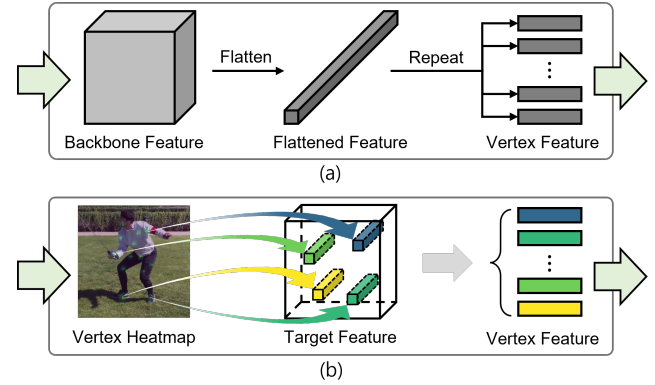 Flatten
Repeat
Backbone Feature
Flattened Feature
Vertex Feature
(a)
Vertex Heatmap
Target Feature
Vertex Feature
(b)